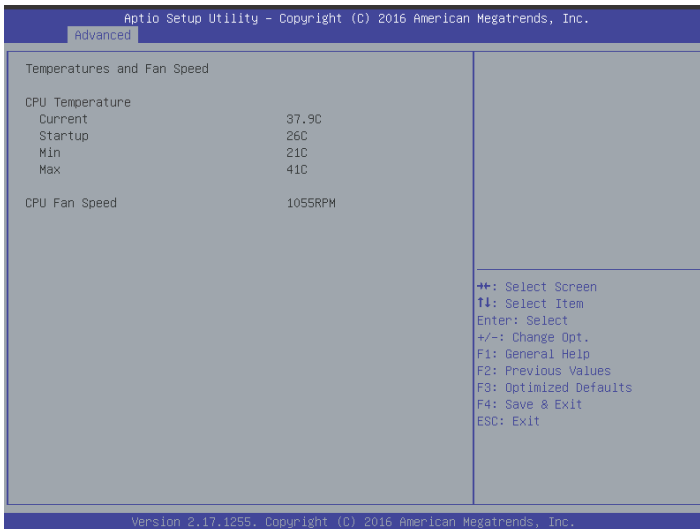 Aptio Setup Utility – Copyright (C) 2016 American Megatrends, Inc.
Advanced
Temperatures and Fan Speed
CPU Temperature
Current 37.9C
Startup 26C
Min 21C
Max 41C
CPU Fan Speed 1055RPM
→←: Select Screen
↑↓: Select Item
Enter: Select
+/-: Change Opt.
F1: General Help
F2: Previous Values
F3: Optimized Defaults
F4: Save & Exit
ESC: Exit
Version 2.17.1255. Copyright (C) 2016 American Megatrends, Inc.